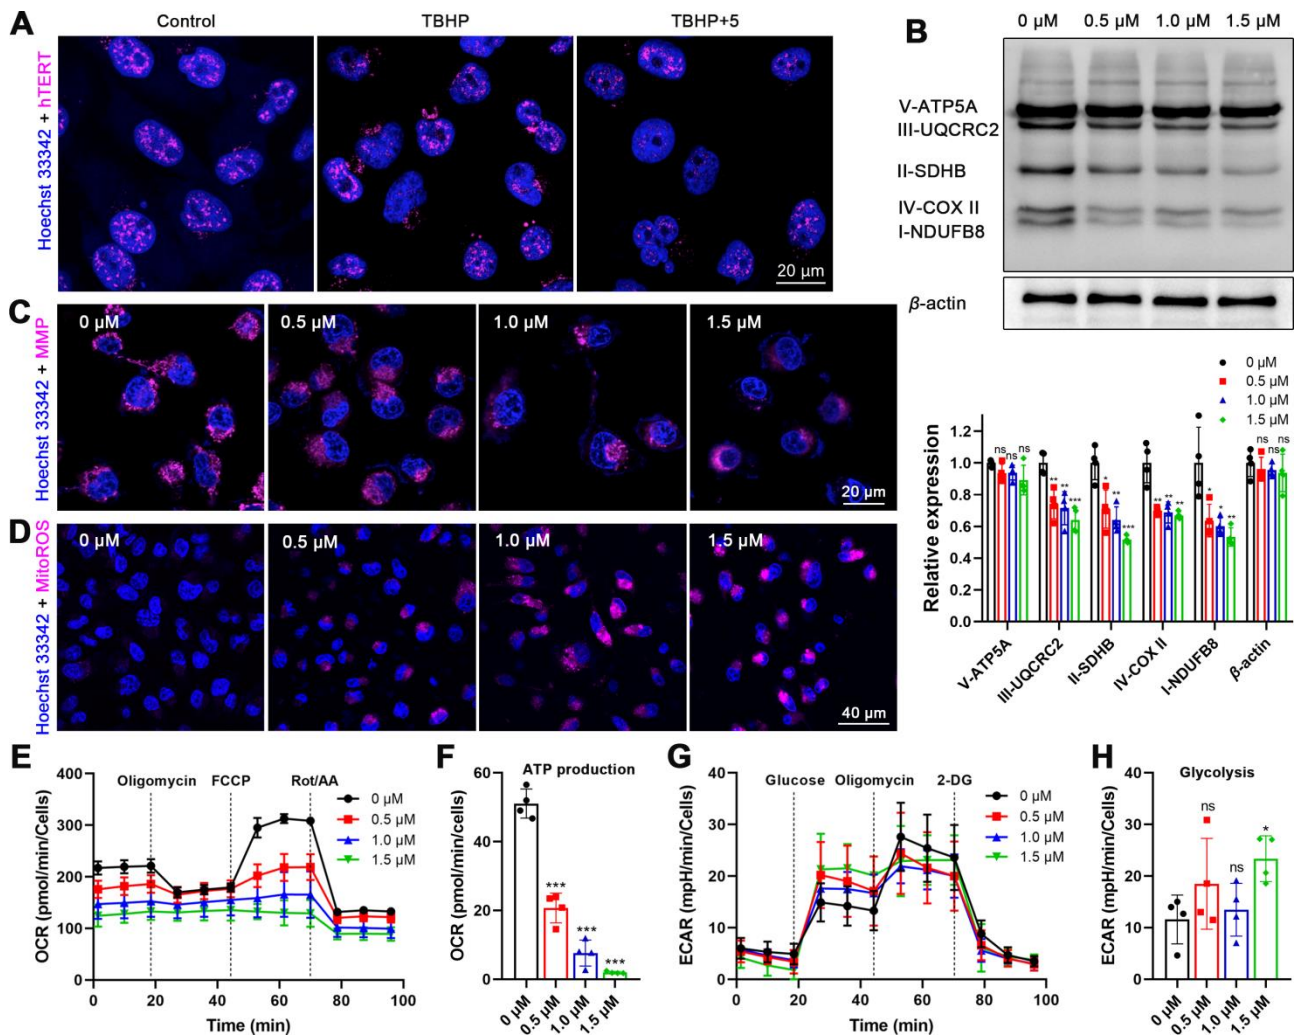 A
Control
TBHP
TBHP+5
Hoechst 33342 + hTERT
20 µm
B
0 µM
0.5 µM
1.0 µM
1.5 µM
V-ATP5A
III-UQCRC2
II-SDHB
IV-COX II
I-NDUFB8
β-actin
C
Hoechst 33342 + MMP
0 µM
0.5 µM
1.0 µM
1.5 µM
20 µm
D
Hoechst 33342 + MitoROS
0 µM
0.5 µM
1.0 µM
1.5 µM
40 µm
0 µM
0.5 µM
1.0 µM
1.5 µM
Relative expression
1.2
1.0
0.8
0.6
0.4
0.2
0.0
ns ns ns
** ** ***
* ** ***
** ** **
* * **
ns ns ns
V-ATP5A
III-UQCRC2
II-SDHB
IV-COX II
I-NDUFB8
β-actin
E
OCR (pmol/min/Cells)
400
300
200
100
0
Oligomycin
FCCP
Rot/AA
0 µM
0.5 µM
1.0 µM
1.5 µM
0 20 40 60 80 100
Time (min)
F
ATP production
OCR (pmol/min/cells)
60
40
20
0
***
***
***
0 µM
0.5 µM
1.0 µM
1.5 µM
G
ECAR (mpH/min/Cells)
40
30
20
10
0
Glucose
Oligomycin
2-DG
0 µM
0.5 µM
1.0 µM
1.5 µM
0 20 40 60 80 100
Time (min)
H
Glycolysis
ECAR (mpH/min/Cells)
40
30
20
10
0
ns
ns
*
0 µM
0.5 µM
1.0 µM
1.5 µM